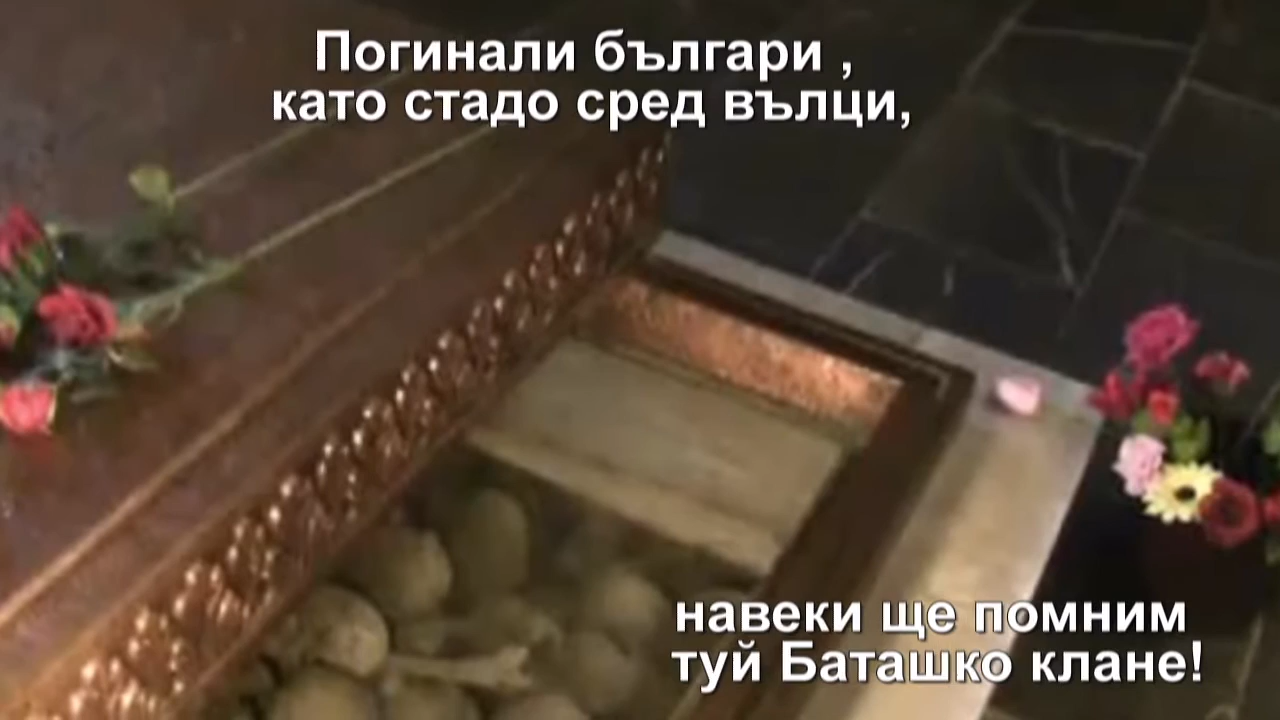 Погинали българи ,
като стадо сред вълци,
навеки ще помним
туй Баташко клане!